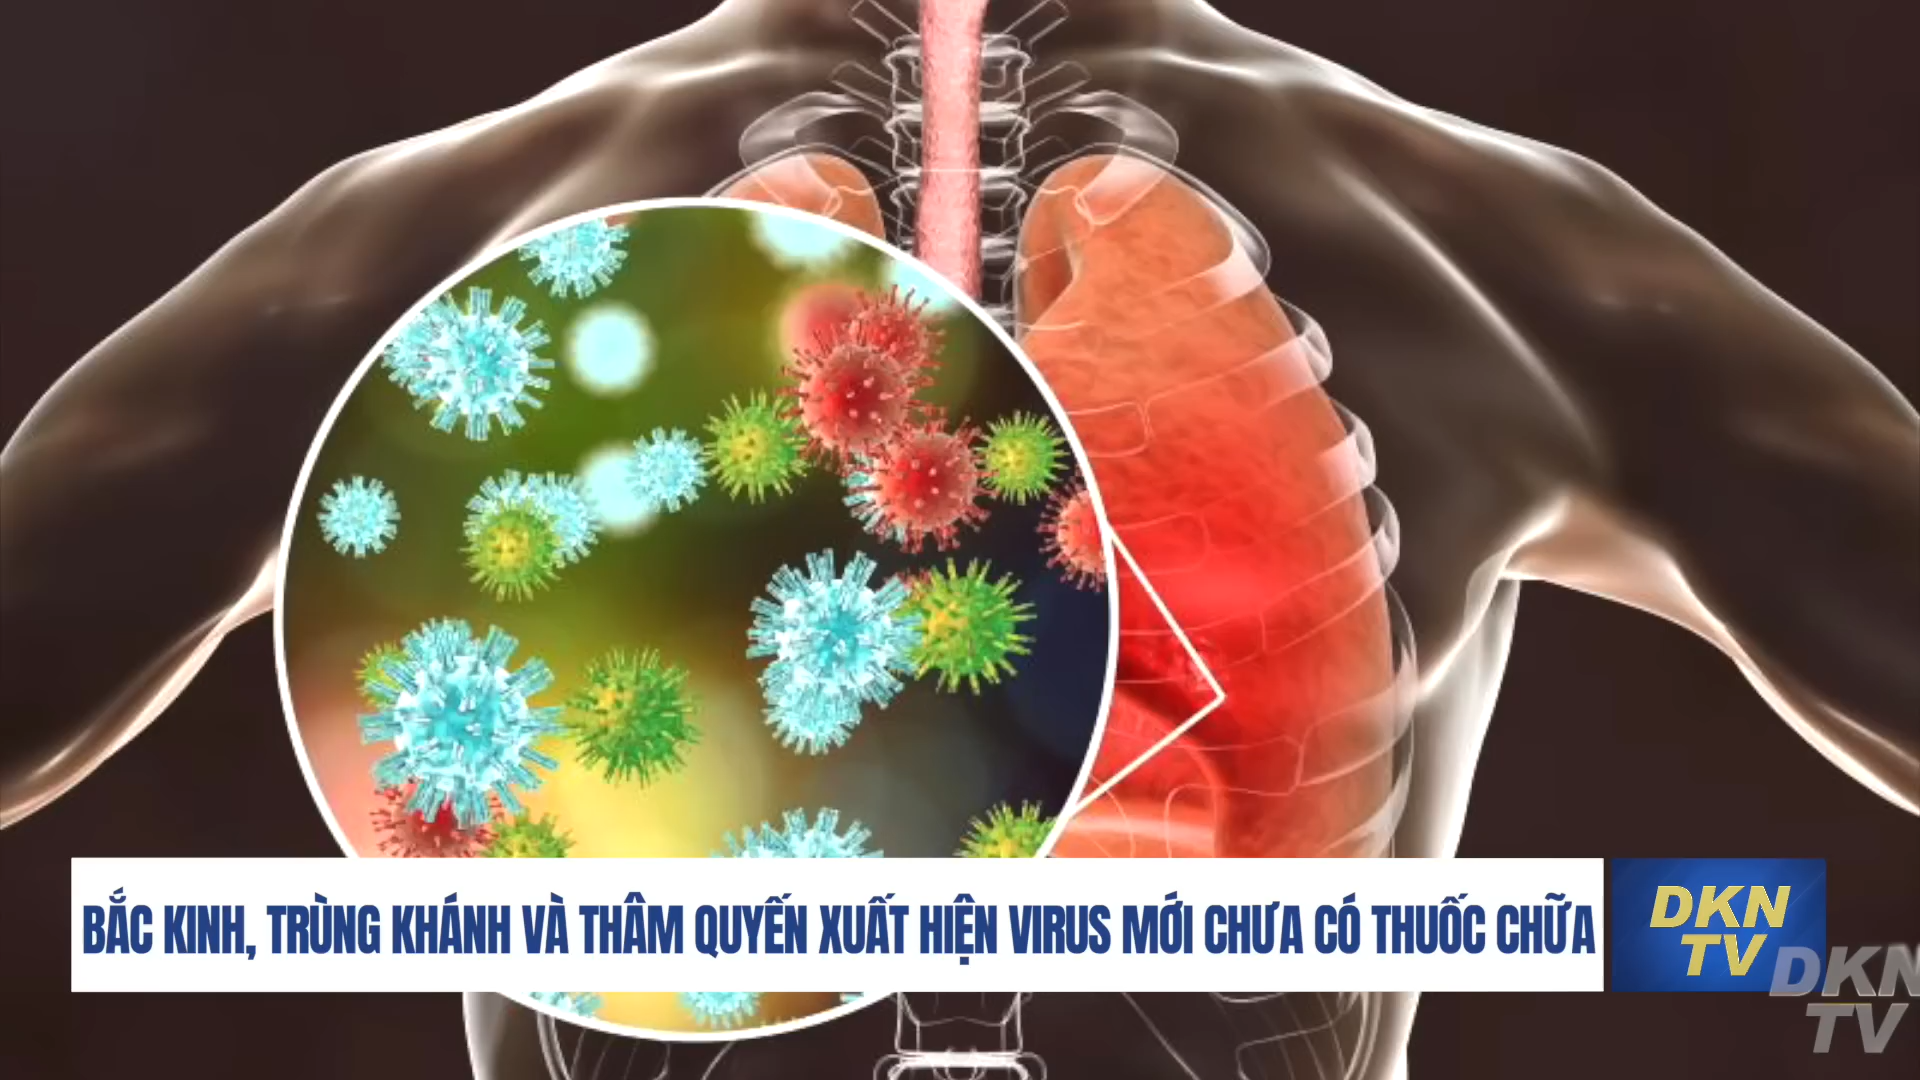 BẮC KINH, TRÙNG KHÁNH VÀ THÂM QUYẾN XUẤT HIỆN VIRUS MỚI CHƯA CÓ THUỐC CHỮA
DKN
TV
DKN
TV